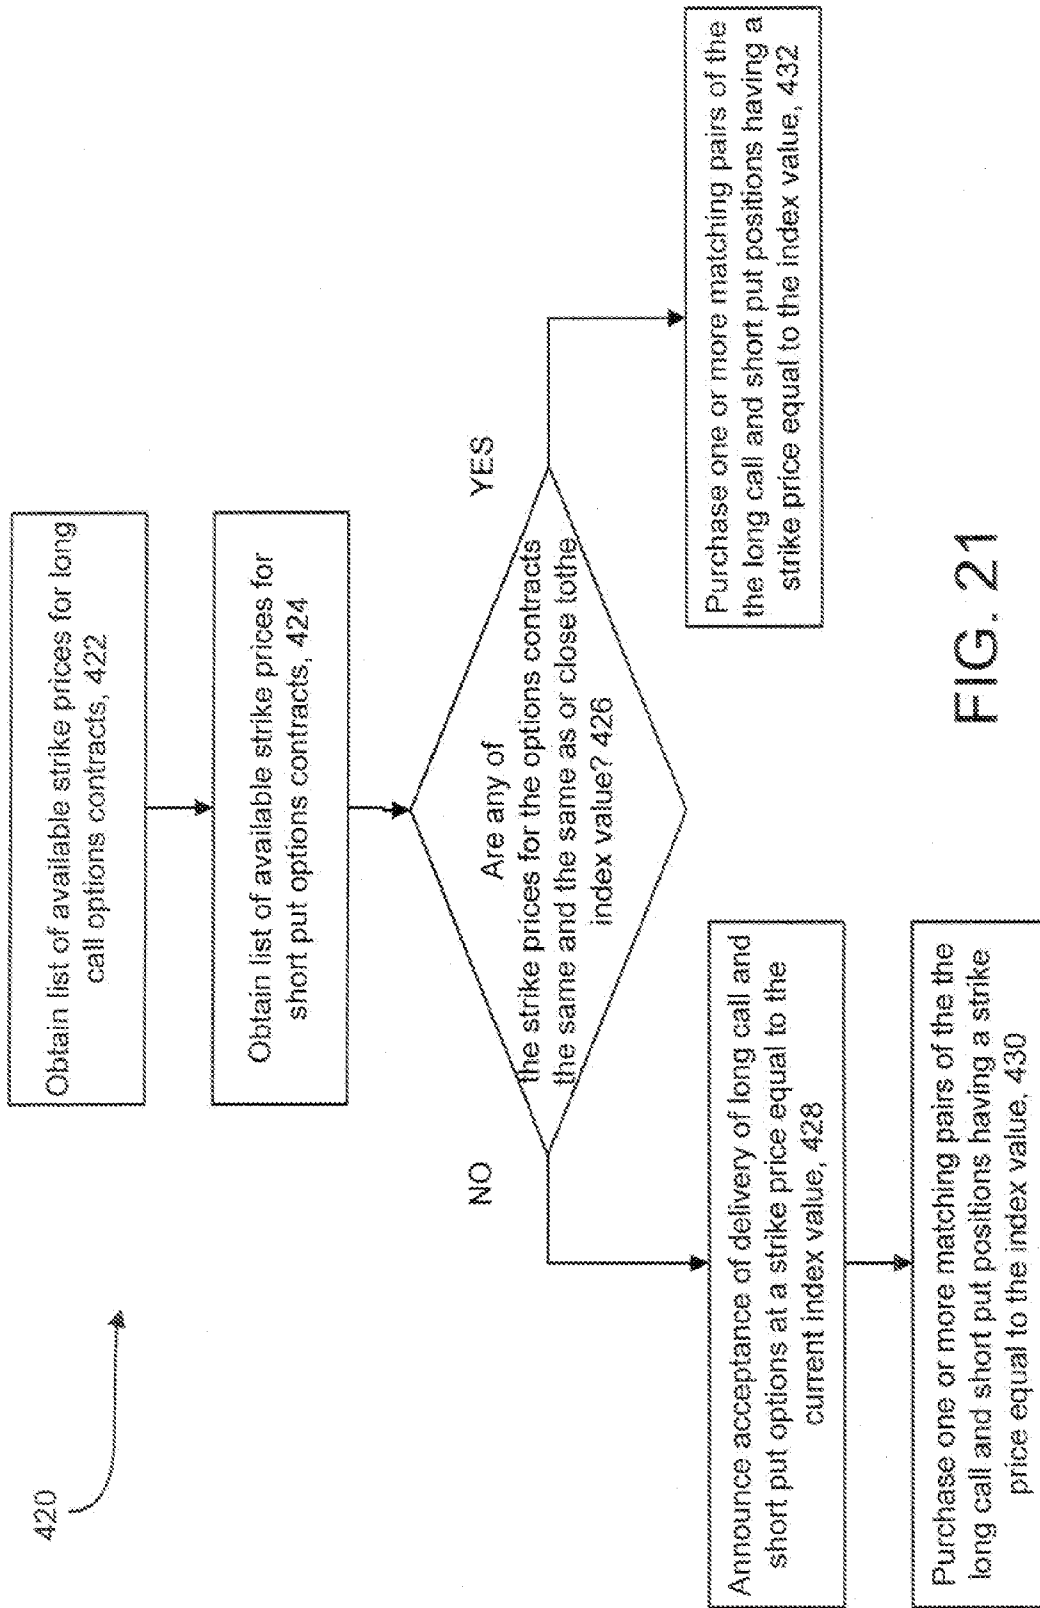 420
Obtain list of available strike prices for long
call options contracts, 422
Obtain list of available strike prices for
short put options contracts, 424
Are any of
the strike prices for the options contracts
the same and the same as or close tothe
index value? 426
NO
YES
Announce acceptance of delivery of long call and
short put options at a strike price equal to the
current index value, 428
Purchase one or more matching pairs of the the
long call and short put positions having a strike
price equal to the index value, 430
Purchase one or more matching pairs of the
the long call and short put positions having a
strike price equal to the index value, 432
FIG. 21